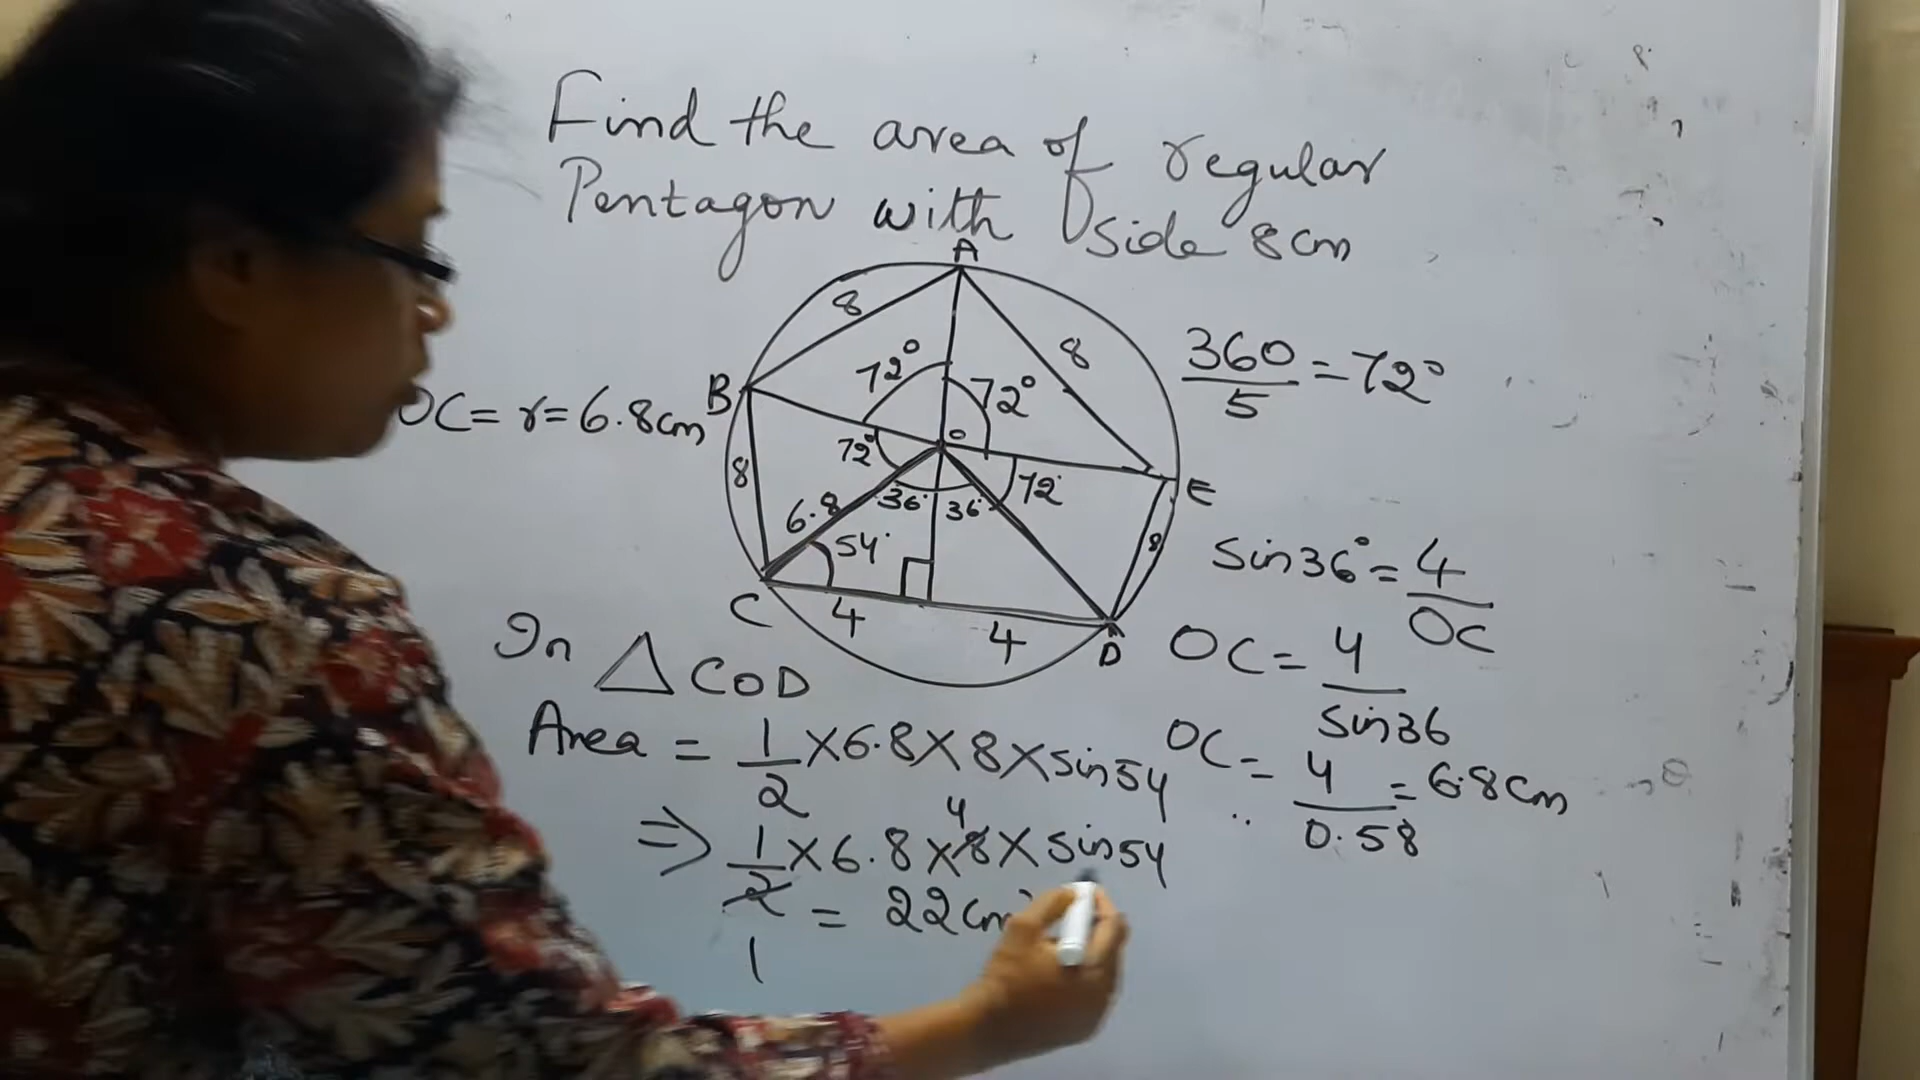 Find the area of regular
Pentagon with side 8cm
A
8
8
72°
72°
360/5 = 72°
B
OC = r = 6.8cm
O
72°
72°
E
8
6.8
36°
36°
54°
8
sin36° = 4/OC
C
4
4
D
OC = 4/sin36
In △COD
Area = 1/2 X 6.8 X 8 X sin54
OC = 4/0.58 = 6.8cm
⇒ 1/2 X 6.8 X 8 X sin54
4
1
= 22cm